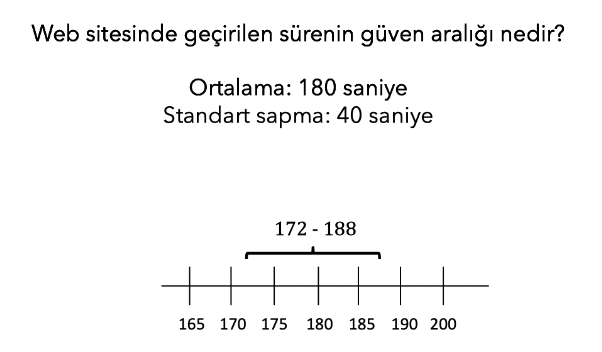 Web sitesinde geçirilen sürenin güven aralığı nedir?
Ortalama: 180 saniye
Standart sapma: 40 saniye
172 - 188
165 170 175 180 185 190 200